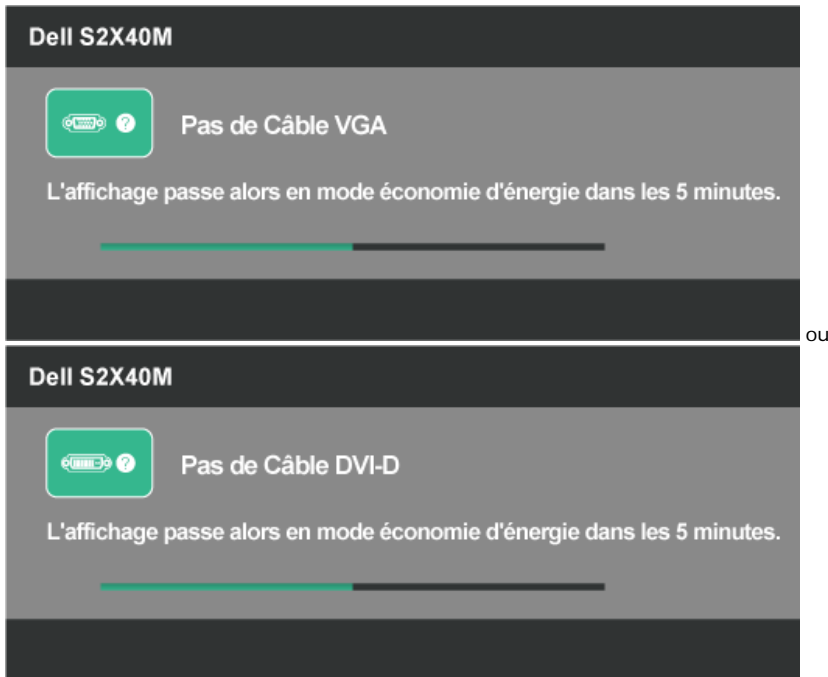 Dell S2X40M
Pas de Câble VGA
L'affichage passe alors en mode économie d'énergie dans les 5 minutes.
ou
Dell S2X40M
Pas de Câble DVI-D
L'affichage passe alors en mode économie d'énergie dans les 5 minutes.